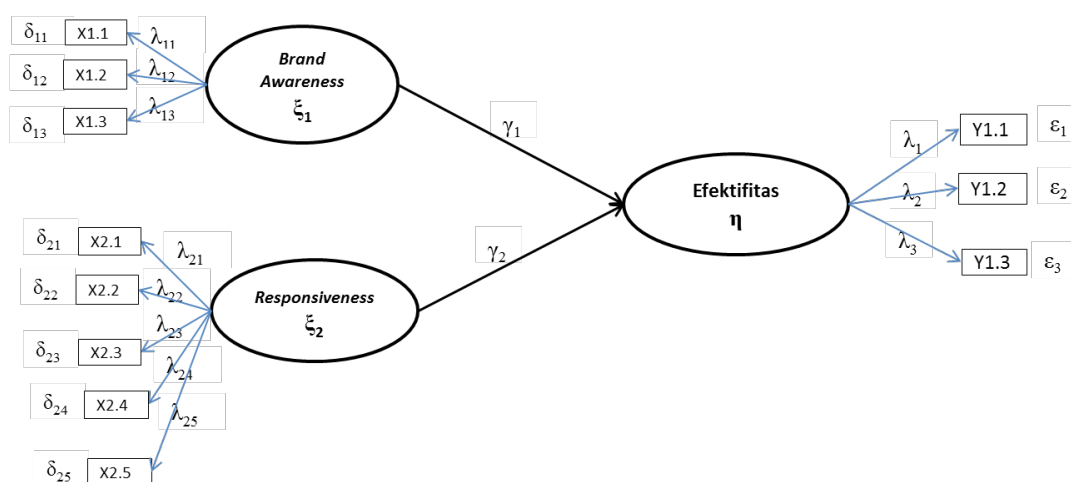 δ11 X1.1 λ11
δ12 X1.2 λ12
δ13 X1.3 λ13
Brand
Awareness
ξ1
γ1
δ21 X2.1 λ21
δ22 X2.2 λ22
δ23 X2.3 λ23
δ24 X2.4 λ24
δ25 X2.5 λ25
Responsiveness
ξ2
γ2
Efektifitas
η
λ1 Y1.1 ε1
λ2 Y1.2 ε2
λ3 Y1.3 ε3